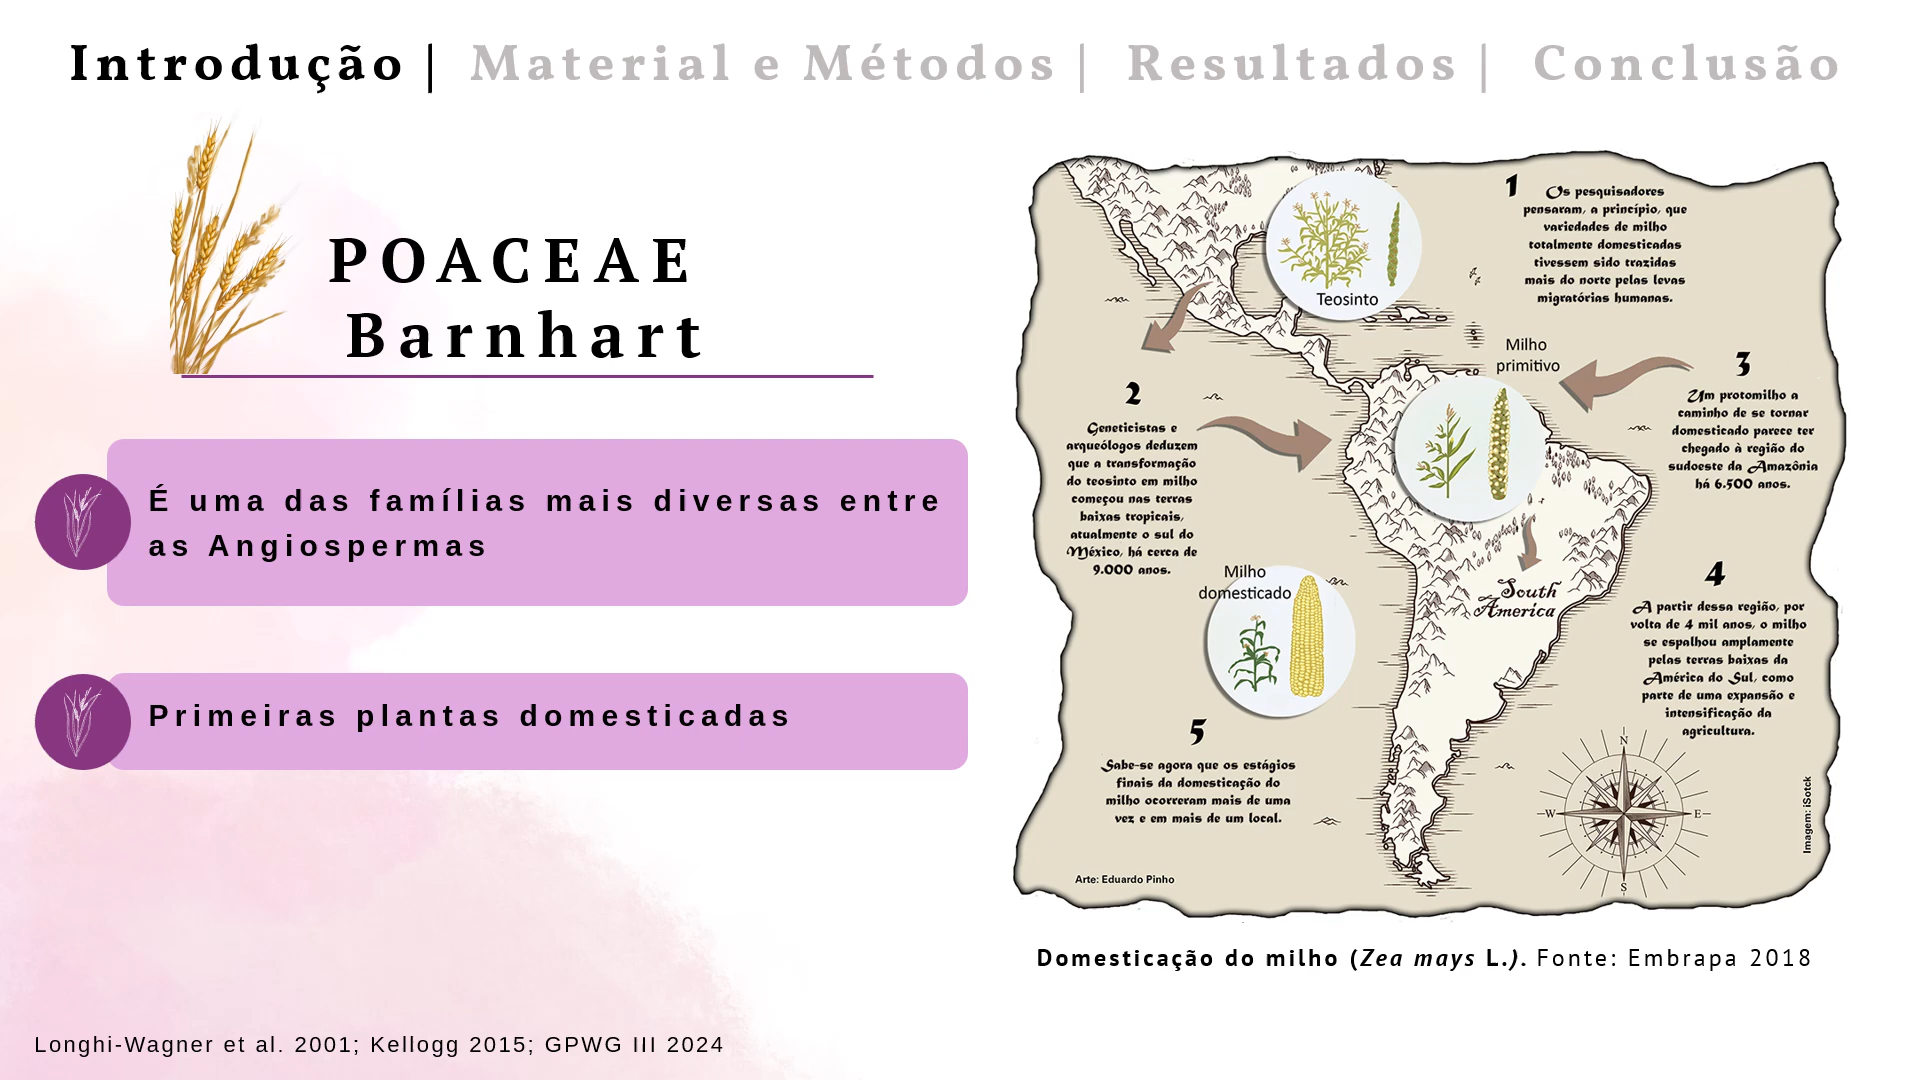 Introdução | Material e Métodos | Resultados | Conclusão
POACEAE
Barnhart
É uma das famílias mais diversas entre
as Angiospermas
Primeiras plantas domesticadas
Longhi-Wagner et al. 2001; Kellogg 2015; GPWG III 2024
Teosinto
1
Os pesquisadores
pensaram, a princípio, que
variedades de milho
totalmente domesticadas
tivessem sido trazidas
mais do norte pelas levas
migratórias humanas.
2
Geneticistas e
arqueólogos deduzem
que a transformação
do teosinto em milho
começou nas terras
baixas tropicais,
atualmente o sul do
México, há cerca de
9.000 anos.
Milho
primitivo
3
Um protomilho a
caminho de se tornar
domesticado parece ter
chegado à região do
sudoeste da Amazônia
há 6.500 anos.
South
America
4
A partir dessa região, por
volta de 4 mil anos, o milho
se espalhou amplamente
pelas terras baixas da
América do Sul, como
parte de uma expansão e
intensificação da
agricultura.
Milho
domesticado
5
Sabe-se agora que os estágios
finais da domesticação do
milho ocorreram mais de uma
vez e em mais de um local.
N
W
E
S
Imagem: iSotck
Arte: Eduardo Pinho
Domesticação do milho (Zea mays L.). Fonte: Embrapa 2018